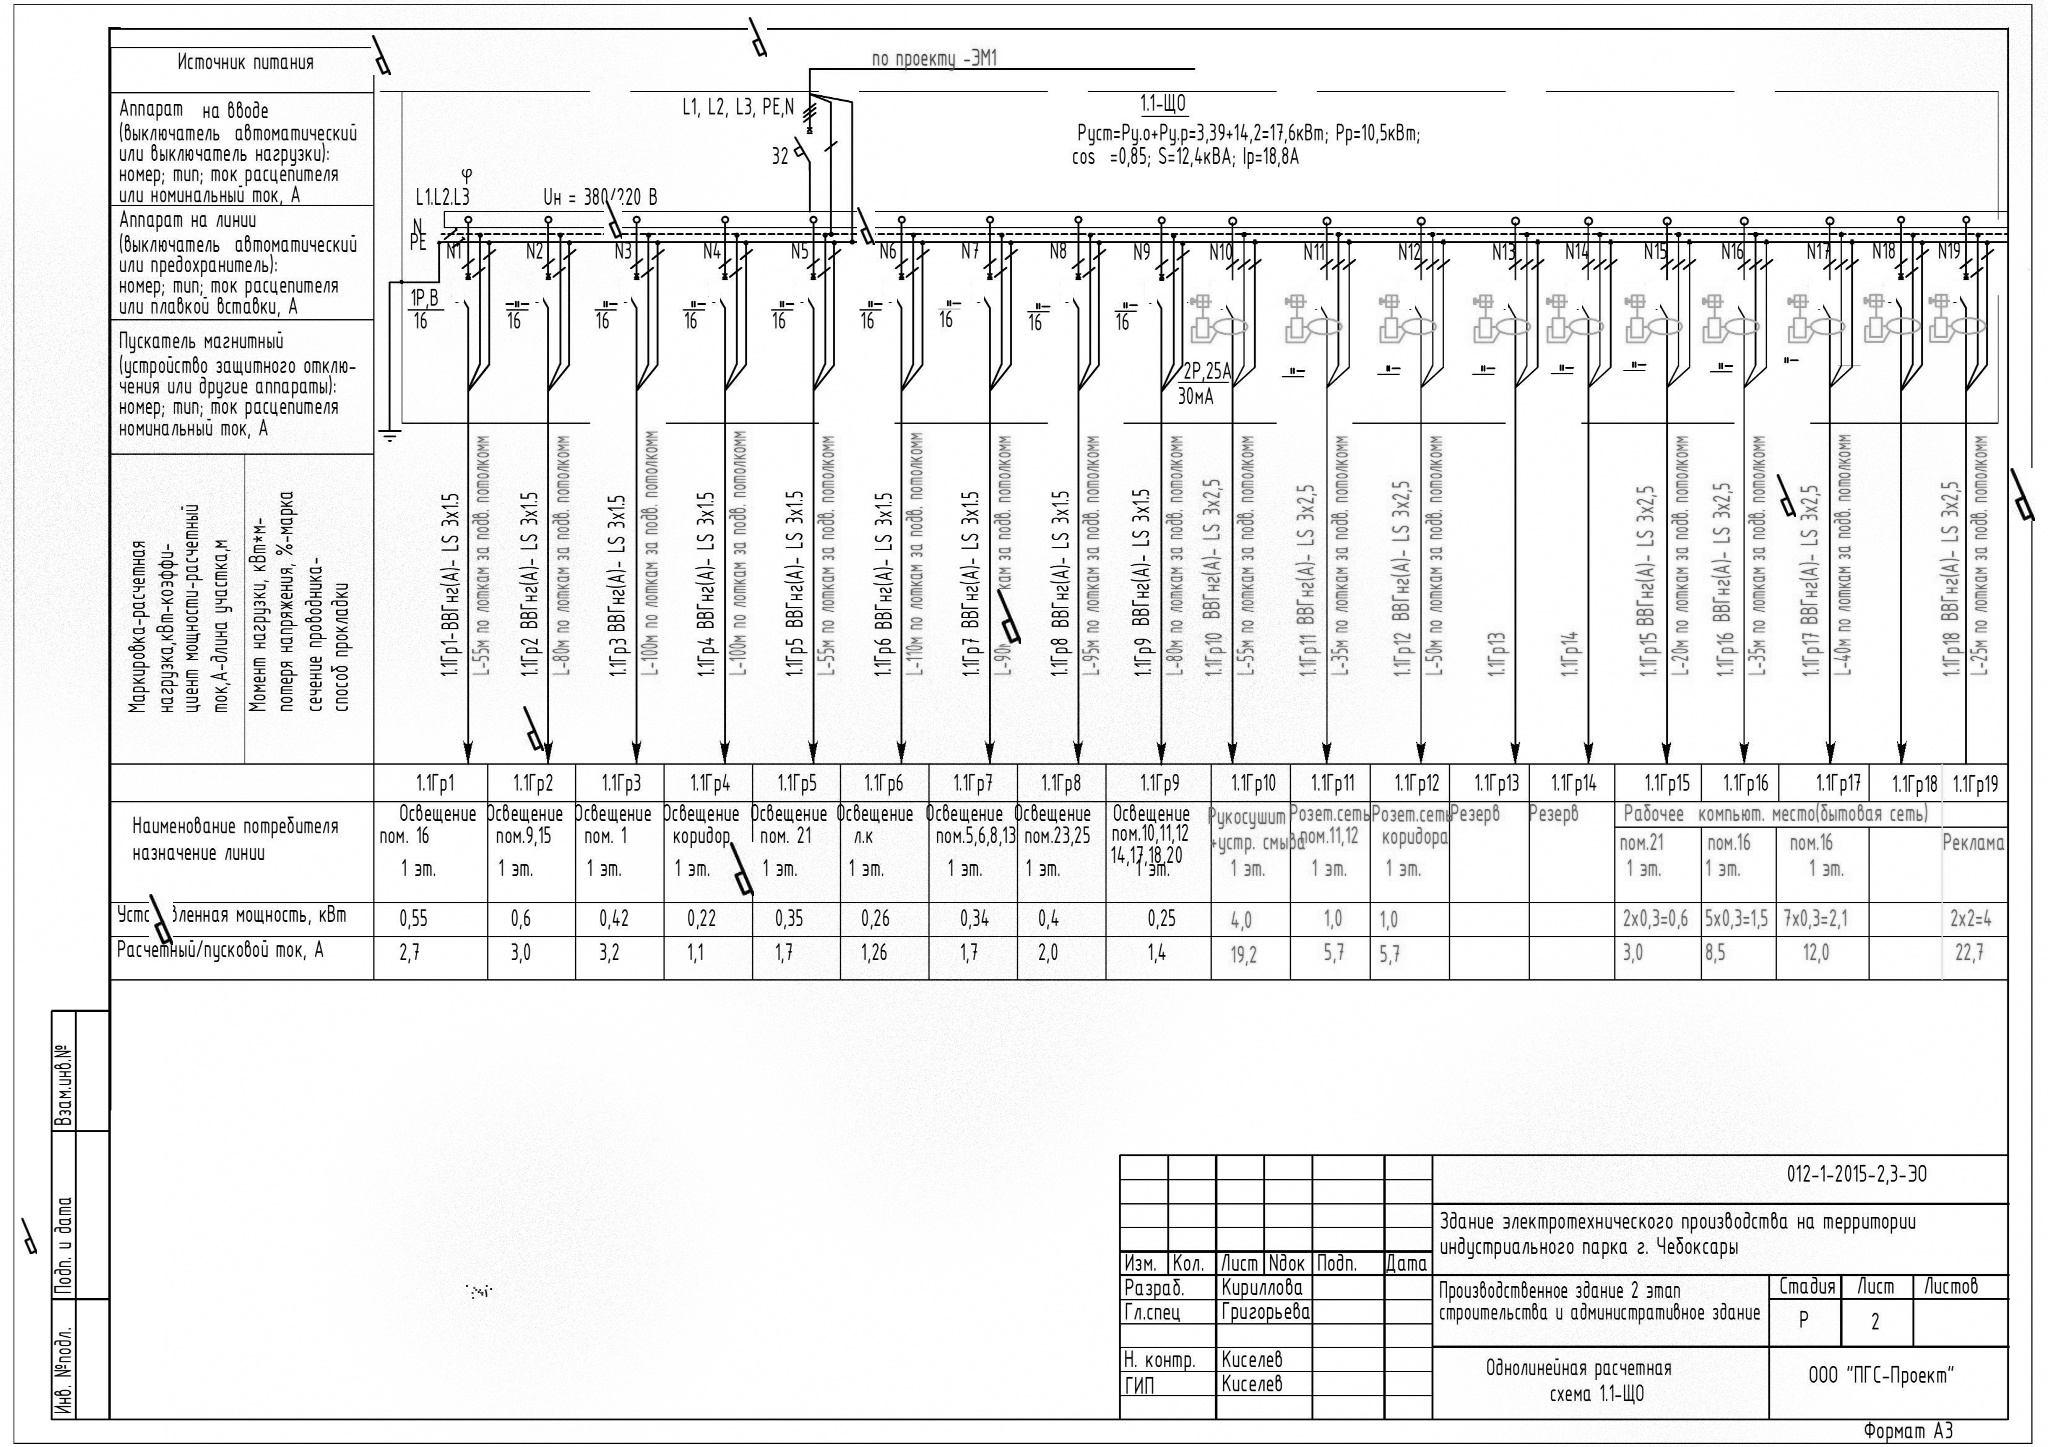 Источник питания
по проекту -ЭМ1
Аппарат на вводе
(выключатель автоматический
или выключатель нагрузки):
номер; тип; ток расцепителя
или номинальный ток, А
L1, L2, L3, PE,N
32
1.1-ЩО
Руст=Ру.о+Ру.р=3,39+14,2=17,6кВт; Рр=10,5кВт;
cos =0,85; S=12,4кВА; Iр=18,8А
φ
L1.L2.L3
Uн = 380/220 В
N
PE
Аппарат на линии
(выключатель автоматический
или предохранитель):
номер; тип; ток расцепителя
или плавкой вставки, А
N1 N2 N3 N4 N5 N6 N7 N8 N9 N10 N11 N12 N13 N14 N15 N16 N17 N18 N19
1Р,В -"- -"- -"- -"- -"- -"- -"- -"-
16 16 16 16 16 16 16 16 16
Пускатель магнитный
(устройство защитного отклю-
чения или другие аппараты):
номер; тип; ток расцепителя
номинальный ток, А
2Р,25А "- "- "- "- "- "- "-
30мА
Маркировка-расчетная
нагрузка,кВт-коэффи-
циент мощности-расчетный
ток,А-длина участка,м
Момент нагрузки, кВт*м-
потеря напряжения, %-марка
сечение проводника-
способ прокладки
1.1Гр1-ВВГнг(А)- LS 3х1.5
L-55м по лоткам за подв. потолкомм
1.1Гр2 ВВГнг(А)- LS 3х1.5
L-80м по лоткам за подв. потолкомм
1.1Гр3 ВВГнг(А)- LS 3х1.5
L-100м по лоткам за подв. потолкомм
1.1Гр4 ВВГнг(А)- LS 3х1.5
L-100м по лоткам за подв. потолкомм
1.1Гр5 ВВГнг(А)- LS 3х1.5
L-55м по лоткам за подв. потолкомм
1.1Гр6 ВВГнг(А)- LS 3х1.5
L-110м по лоткам за подв. потолкомм
1.1Гр7 ВВГнг(А)- LS 3х1.5
L-90м кам за подв. потолкомм
1.1Гр8 ВВГнг(А)- LS 3х1.5
L-95м по лоткам за подв. потолкомм
1.1Гр9 ВВГнг(А)- LS 3х1.5
L-80м по лоткам за подв. потолкомм
1.1Гр10 ВВГнг(А)- LS 3х2,5
L-55м по лоткам за подв. потолкомм
1.1Гр11 ВВГнг(А)- LS 3х2,5
L-35м по лоткам за подв. потолкомм
1.1Гр12 ВВГнг(А)- LS 3х2,5
L-50м по лоткам за подв. потолкомм
1.1Гр13
1.1Гр14
1.1Гр15 ВВГнг(А)- LS 3х2,5
L-20м по лоткам за подв. потолкомм
1.1Гр16 ВВГнг(А)- LS 3х2,5
L-35м по лоткам за подв. потолкомм
1.1Гр17 ВВГнг(А)- LS 3х2,5
L-40м по лоткам за подв. потолкомм
1.1Гр18 ВВГнг(А)- LS 3х2,5
L-25м по лоткам за подв. потолкомм
1.1Гр1 1.1Гр2 1.1Гр3 1.1Гр4 1.1Гр5 1.1Гр6 1.1Гр7 1.1Гр8 1.1Гр9 1.1Гр10 1.1Гр11 1.1Гр12 1.1Гр13 1.1Гр14 1.1Гр15 1.1Гр16 1.1Гр17 1.1Гр18 1.1Гр19
Наименование потребителя
назначение линии
Освещение
пом. 16
1 эт.
Освещение
пом.9,15
1 эт.
Освещение
пом. 1
1 эт.
Освещение
коридор
1 эт.
Освещение
пом. 21
1 эт.
Освещение
л.к
1 эт.
Освещение
пом.5,6,8,13
1 эт.
Освещение
пом.23,25
1 эт.
Освещение
пом.10,11,12
14,17,18,20
1 эт.
Рукосушит
+устр. смыва
1 эт.
Розет.сеть
пом.11,12
1 эт.
Розет.сеть
коридора
1 эт.
Резерв
Резерв
Рабочее компьют. место(бытовая сеть)
пом.21
1 эт.
пом.16
1 эт.
пом.16
1 эт.
Реклама
Уст вленная мощность, кВт 0,55 0,6 0,42 0,22 0,35 0,26 0,34 0,4 0,25 4,0 1,0 1,0 2х0,3=0,6 5х0,3=1,5 7х0,3=2,1 2х2=4
Расчетный/пусковой ток, А 2,7 3,0 3,2 1,1 1,7 1,26 1,7 2,0 1,4 19,2 5,7 5,7 3,0 8,5 12,0 22,7
Взам.инв.№
Подп. и дата
Инв. №подл.
012-1-2015-2,3-ЭО
Здание электротехнического производства на территории
индустриального парка г. Чебоксары
Изм. Кол. Лист Nдок Подп. Дата
Разраб. Кириллова
Гл.спец Григорьева
Н. контр. Киселев
ГИП Киселев
Производственное здание 2 этап
строительства и административное здание
Стадия Лист Листов
Р 2
Однолинейная расчетная
схема 1.1-ЩО
ООО "ПГС-Проект"
Формат А3